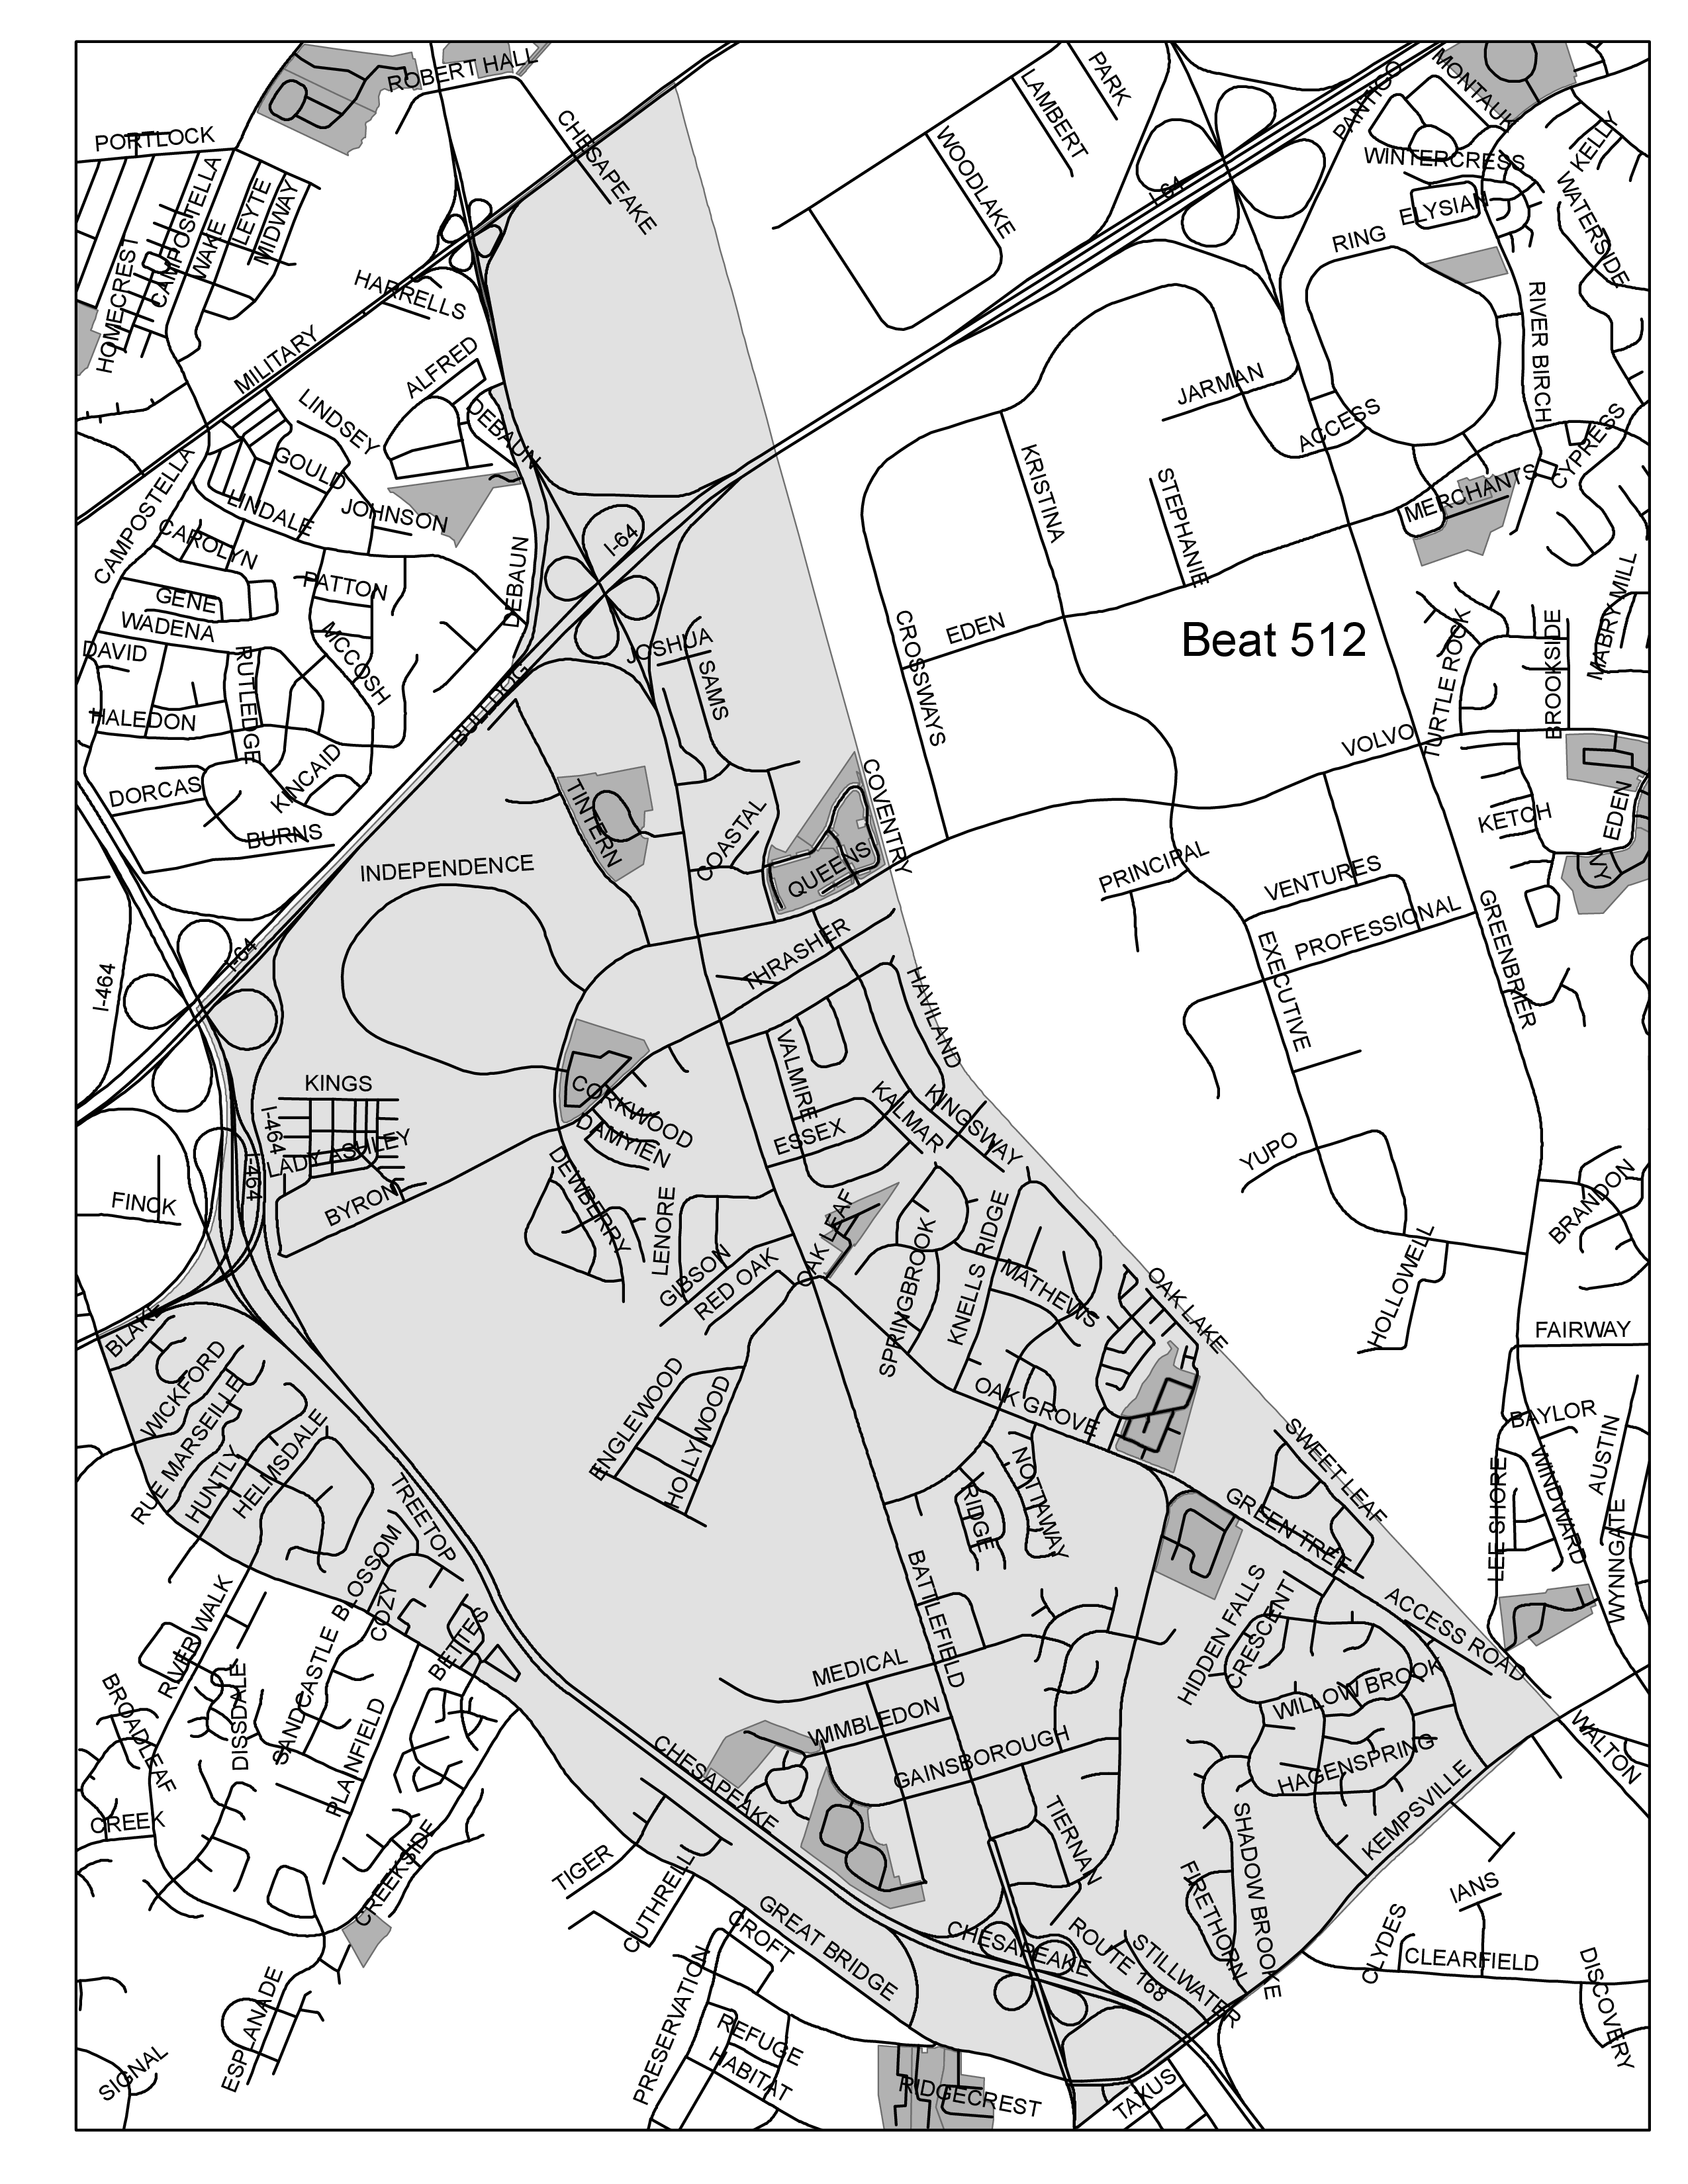 ROBERT HALL
CHESAPEAKE
PARK
LAMBERT
WOODLAKE
I-64
PANTIGO
MONTAUK
KELLY
WINTERCRESS
WATERSIDE
ELYSIAN
RING
PORTLOCK
CAMPOSTELLA
WAKE
LEYTE
MIDWAY
HOMECREST
HARRELLS
MILITARY
ALFRED
RIVER BIRCH
JARMAN
ACCESS
LINDSEY
DEBAUN
GOULD
KRISTINA
STEPHANIE
CYPRESS
MERCHANTS
CAMPOSTELLA
LINDALE
JOHNSON
CAROLYN
I-64
DEBAUN
PATTON
GENE
WADENA
DAVID
MCCOSH
RUTLEDGE
JOSHUA
SAMS
CROSSWAYS
EDEN
Beat 512
TURTLE ROCK
BROOKSIDE
MABRY MILL
HALEDON
BULLDOG
VOLVO
KINCAID
DORCAS
BURNS
TINTERN
COASTAL
COVENTRY
QUEENS
KETCH
EDEN
IVY
PRINCIPAL
VENTURES
PROFESSIONAL
GREENBRIER
EXECUTIVE
INDEPENDENCE
THRASHER
HAVILAND
I-64
I-464
KINGS
I-464
LADY ASHLEY
I-464
BYRON
FINCK
CORKWOOD
DAMYIEN
DEWBERRY
VALMIRE
ESSEX
KALMAR
KINGSWAY
YUPO
BRANDON
LENORE
GIBSON
RED OAK
OAK LEAF
SPRINGBROOK
KNELLS RIDGE
MATHEWS
OAK LAKE
HOLLOWELL
FAIRWAY
BLAKE
WICKFORD
RUE MARSEILLE
HUNTLY
HELMSDALE
ENGLEWOOD
HOLLYWOOD
OAK GROVE
NOTTAWAY
RIDGE
SWEET LEAF
GREEN TREE
BAYLOR
AUSTIN
WINDWARD
LEE SHORE
WYNNGATE
TREETOP
BLOSSOM
COZY
BETTES
RIVER WALK
SANDCASTLE
DISSDALE
BROADLEAF
PLAINFIELD
CREEK
CREEKSIDE
BATTLEFIELD
MEDICAL
WIMBLEDON
GAINSBOROUGH
HIDDEN FALLS
CRESCENT
ACCESS ROAD
WILLOW BROOK
HAGENSPRING
WALTON
KEMPSVILLE
CHESAPEAKE
TIERNAN
SHADOW BROOKE
FIRETHORN
TIGER
CUTHRELL
GREAT BRIDGE
CROFT
CHESAPEAKE
ROUTE 168
STILLWATER
IANS
CLYDES
CLEARFIELD
DISCOVERY
PRESERVATION
REFUGE
HABITAT
RIDGECREST
TAXUS
ESPLANADE
SIGNAL